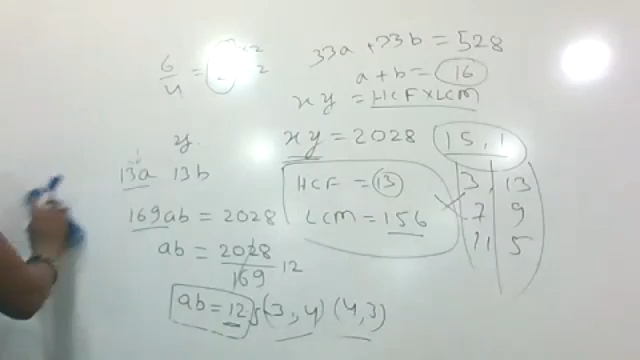 33a + 33b = 528
6/4 =
a + b = 16
xy = HCF × LCM
xy = 2028
15, 1
y
13a 13b
HCF = 13
LCM = 156
3, 13
7 9
11 5
169ab = 2028
ab = 2028/169 12
ab = 12 (3, 4) (4, 3)